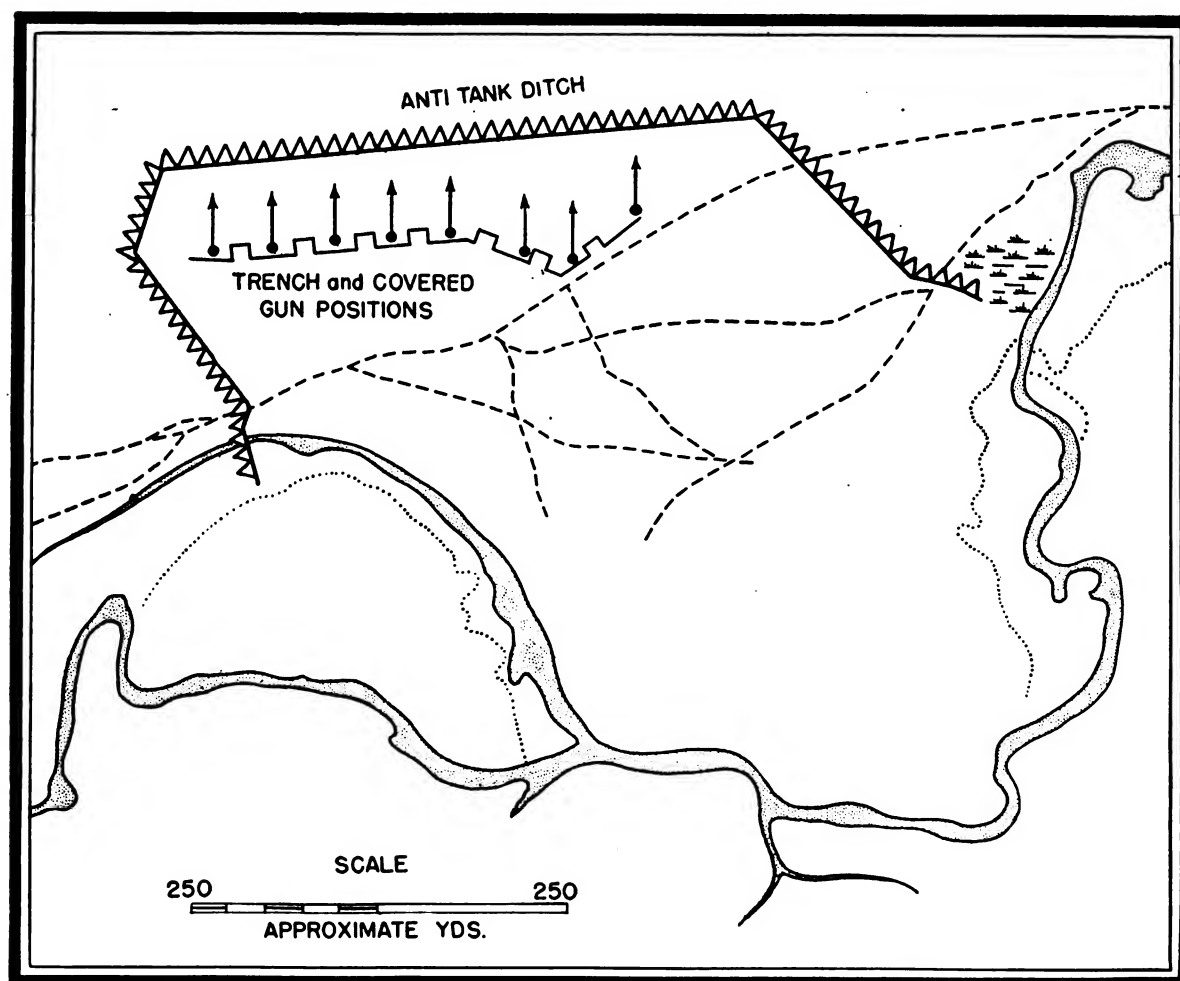 ANTI TANK DITCH
TRENCH and COVERED
GUN POSITIONS
SCALE
250 250
APPROXIMATE YDS.